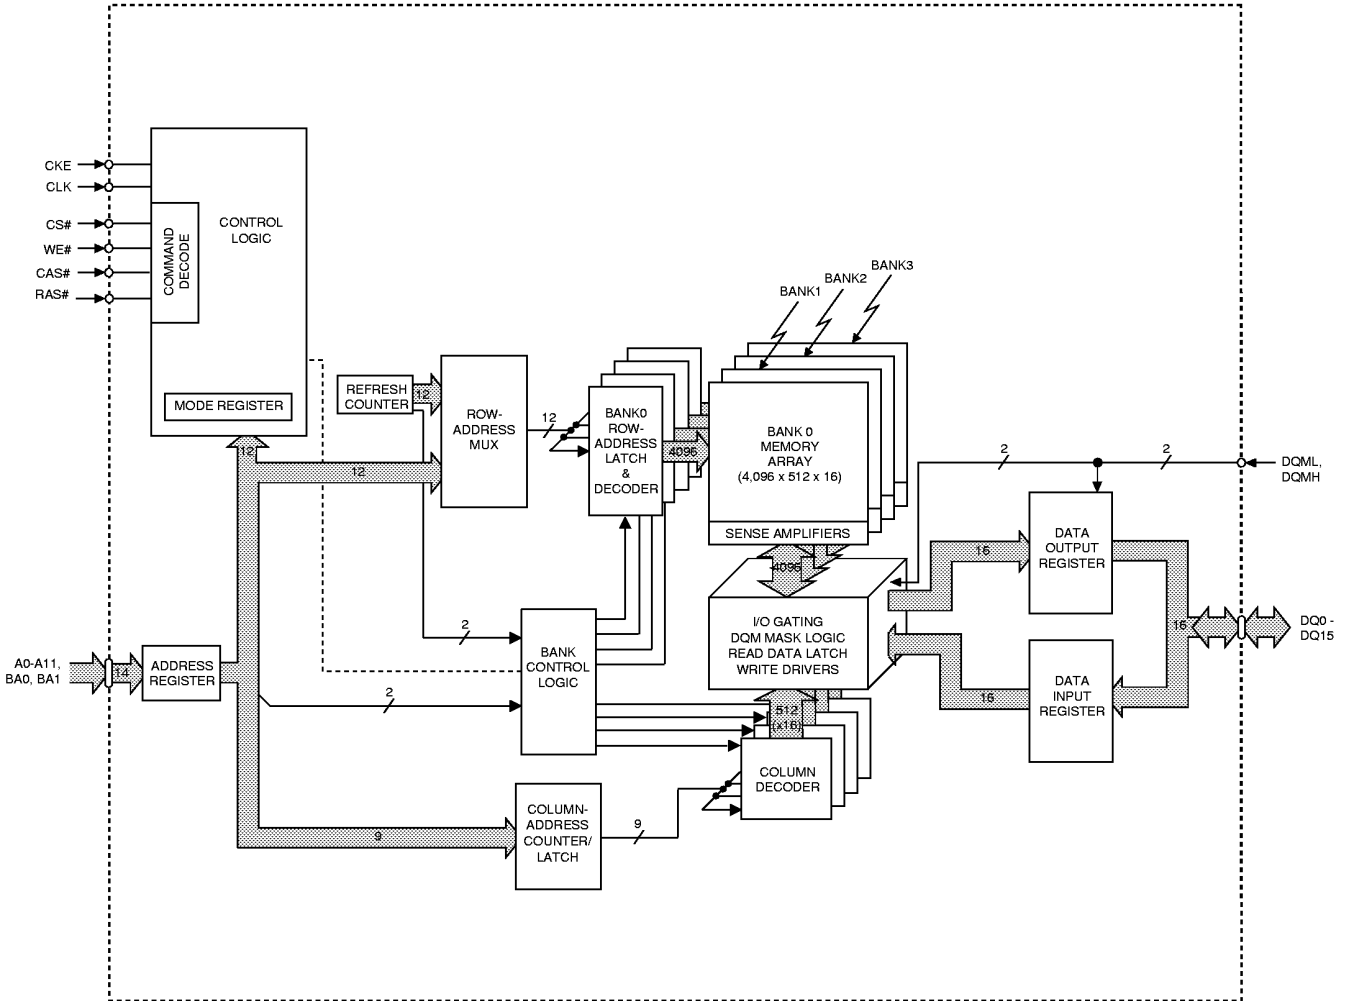 CKE
CLK
CS#
WE#
CAS#
RAS#
COMMAND
DECODE
CONTROL
LOGIC
MODE REGISTER
12
12
REFRESH
COUNTER
12
ROW-
ADDRESS
MUX
12
BANK0
ROW-
ADDRESS
LATCH
&
DECODER
4096
BANK1
BANK2
BANK3
BANK 0
MEMORY
ARRAY
(4,096 x 512 x 16)
SENSE AMPLIFIERS
4096
I/O GATING
DQM MASK LOGIC
READ DATA LATCH
WRITE DRIVERS
2
2
DQML,
DQMH
16
DATA
OUTPUT
REGISTER
16
DQ0 -
DQ15
16
DATA
INPUT
REGISTER
A0-A11,
BA0, BA1
14
ADDRESS
REGISTER
2
2
BANK
CONTROL
LOGIC
512
(x16)
COLUMN
DECODER
9
COLUMN-
ADDRESS
COUNTER/
LATCH
9